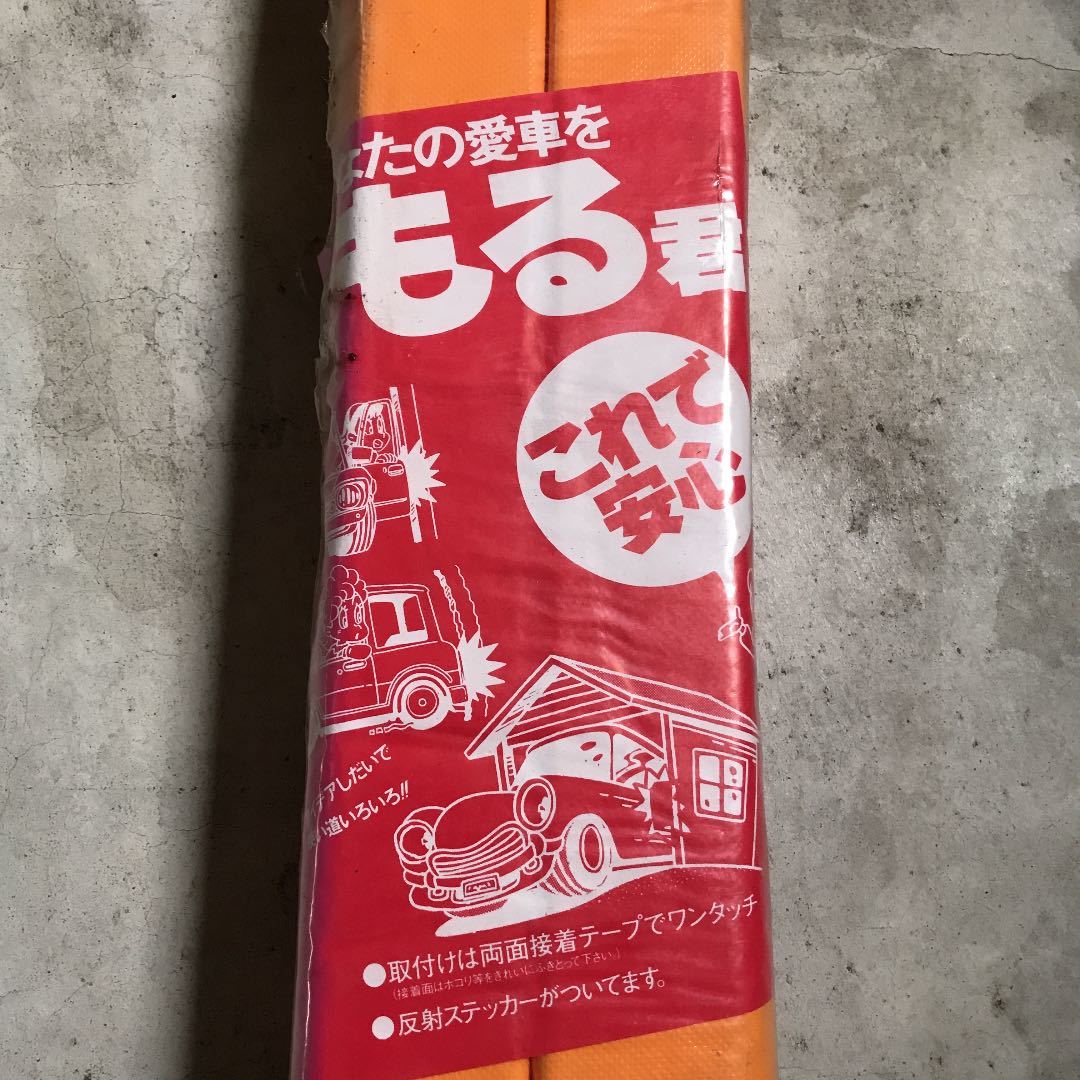 たの愛車を
もる君
これで
安心
アしだいで
い道いろいろ!!
●取付けは両面接着テープでワンタッチ
(接着面はホコリ等をきれいにふきとって下さい。)
●反射ステッカーがついてます。